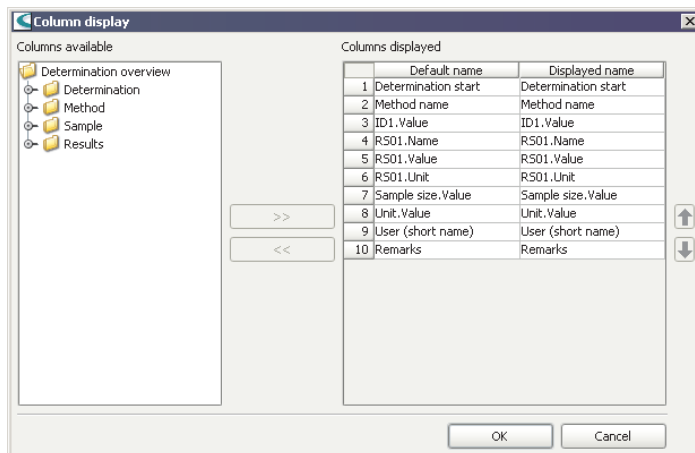 Column display
Columns available
Columns displayed
Determination overview
Determination
Method
Sample
Results
>>
<<
Default name Displayed name
1 Determination start Determination start
2 Method name Method name
3 ID1.Value ID1.Value
4 RS01.Name RS01.Name
5 RS01.Value RS01.Value
6 RS01.Unit RS01.Unit
7 Sample size.Value Sample size.Value
8 Unit.Value Unit.Value
9 User (short name) User (short name)
10 Remarks Remarks
OK Cancel